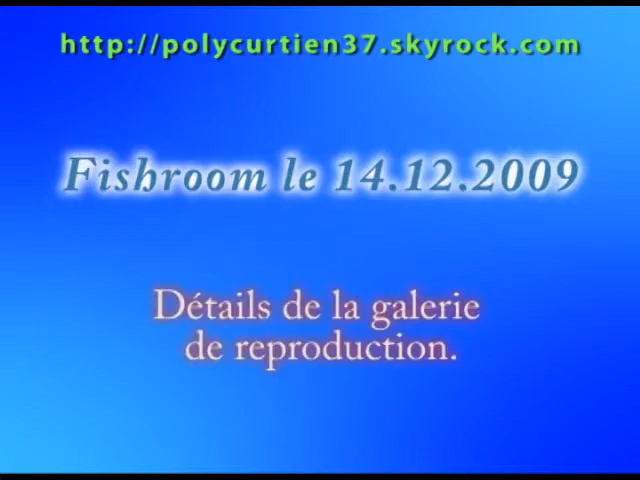 http://polycurtien37.skyrock.com
Fishroom le 14.12.2009
Détails de la galerie
de reproduction.